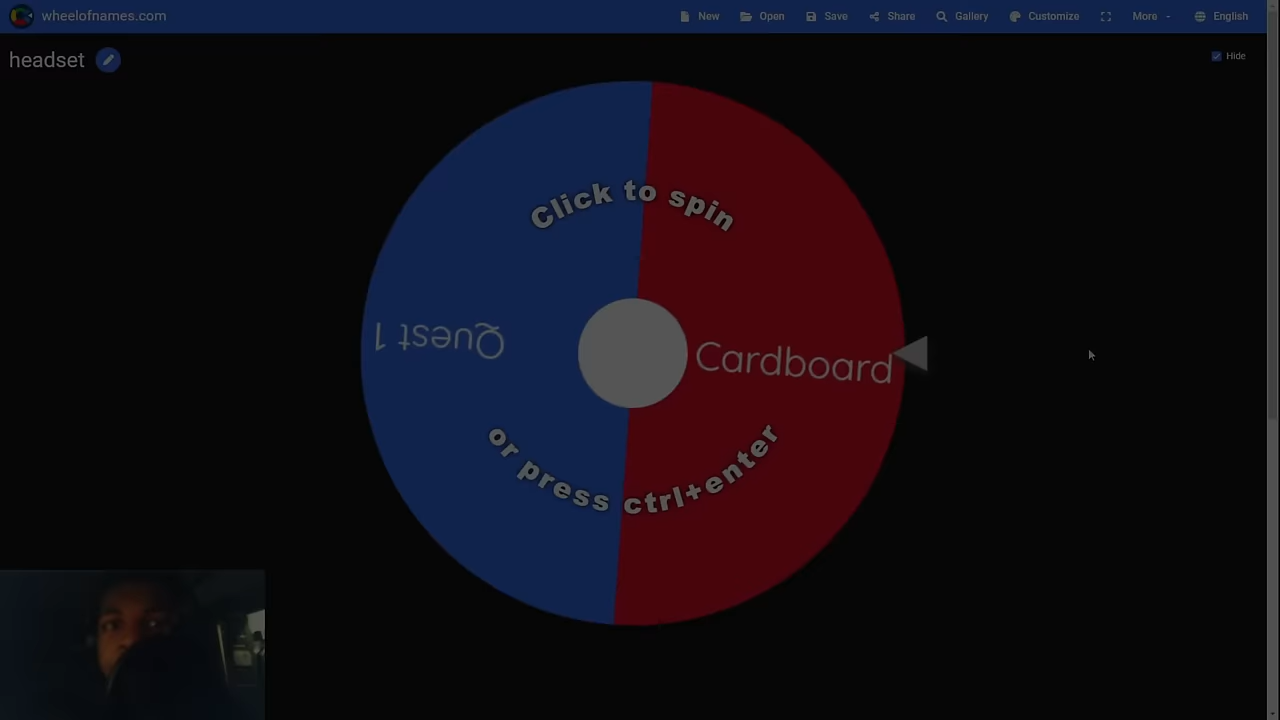 wheelofnames.com New Open Save Share Gallery Customize More English
headset
Hide
Click to spin
Quest 1
Cardboard
or press ctrl+enter